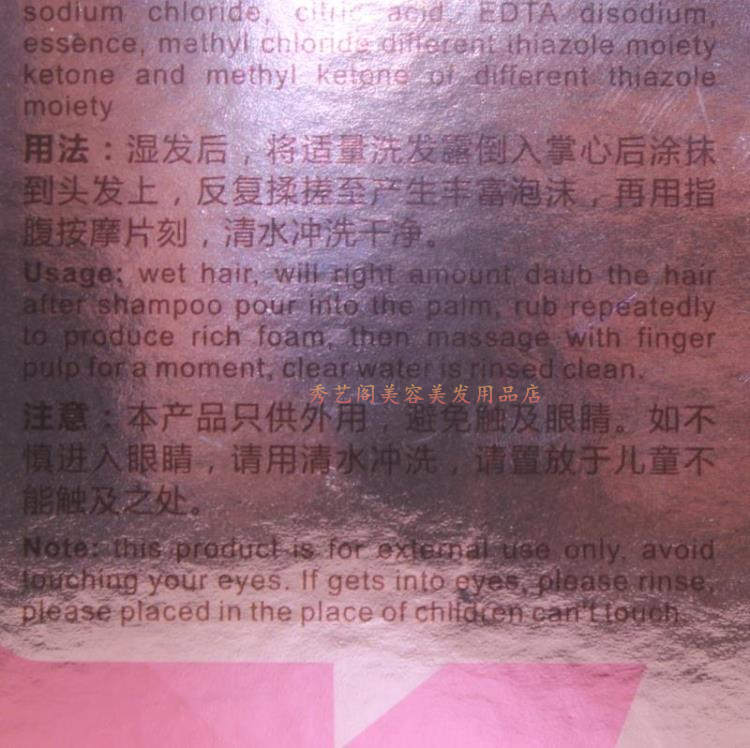 sodium chloride, citric acid, EDTA disodium,
essence, methyl chloride different thiazole moiety
ketone and methyl ketone of different thiazole
moiety
用法：湿发后，将适量洗发露倒入掌心后涂抹
到头发上，反复揉搓至产生丰富泡沫，再用指
腹按摩片刻，清水冲洗干净。
Usage: wet hair, will right amount daub the hair
after shampoo pour into the palm, rub repeatedly
to produce rich foam, then massage with finger
pulp for a moment, clear water is rinsed clean.
秀艺阁美容美发用品店
注意：本产品只供外用，避免触及眼睛。如不
慎进入眼睛，请用清水冲洗，请置放于儿童不
能触及之处。
Note: this product is for external use only, avoid
touching your eyes. If gets into eyes, please rinse,
please placed in the place of children can't touch.